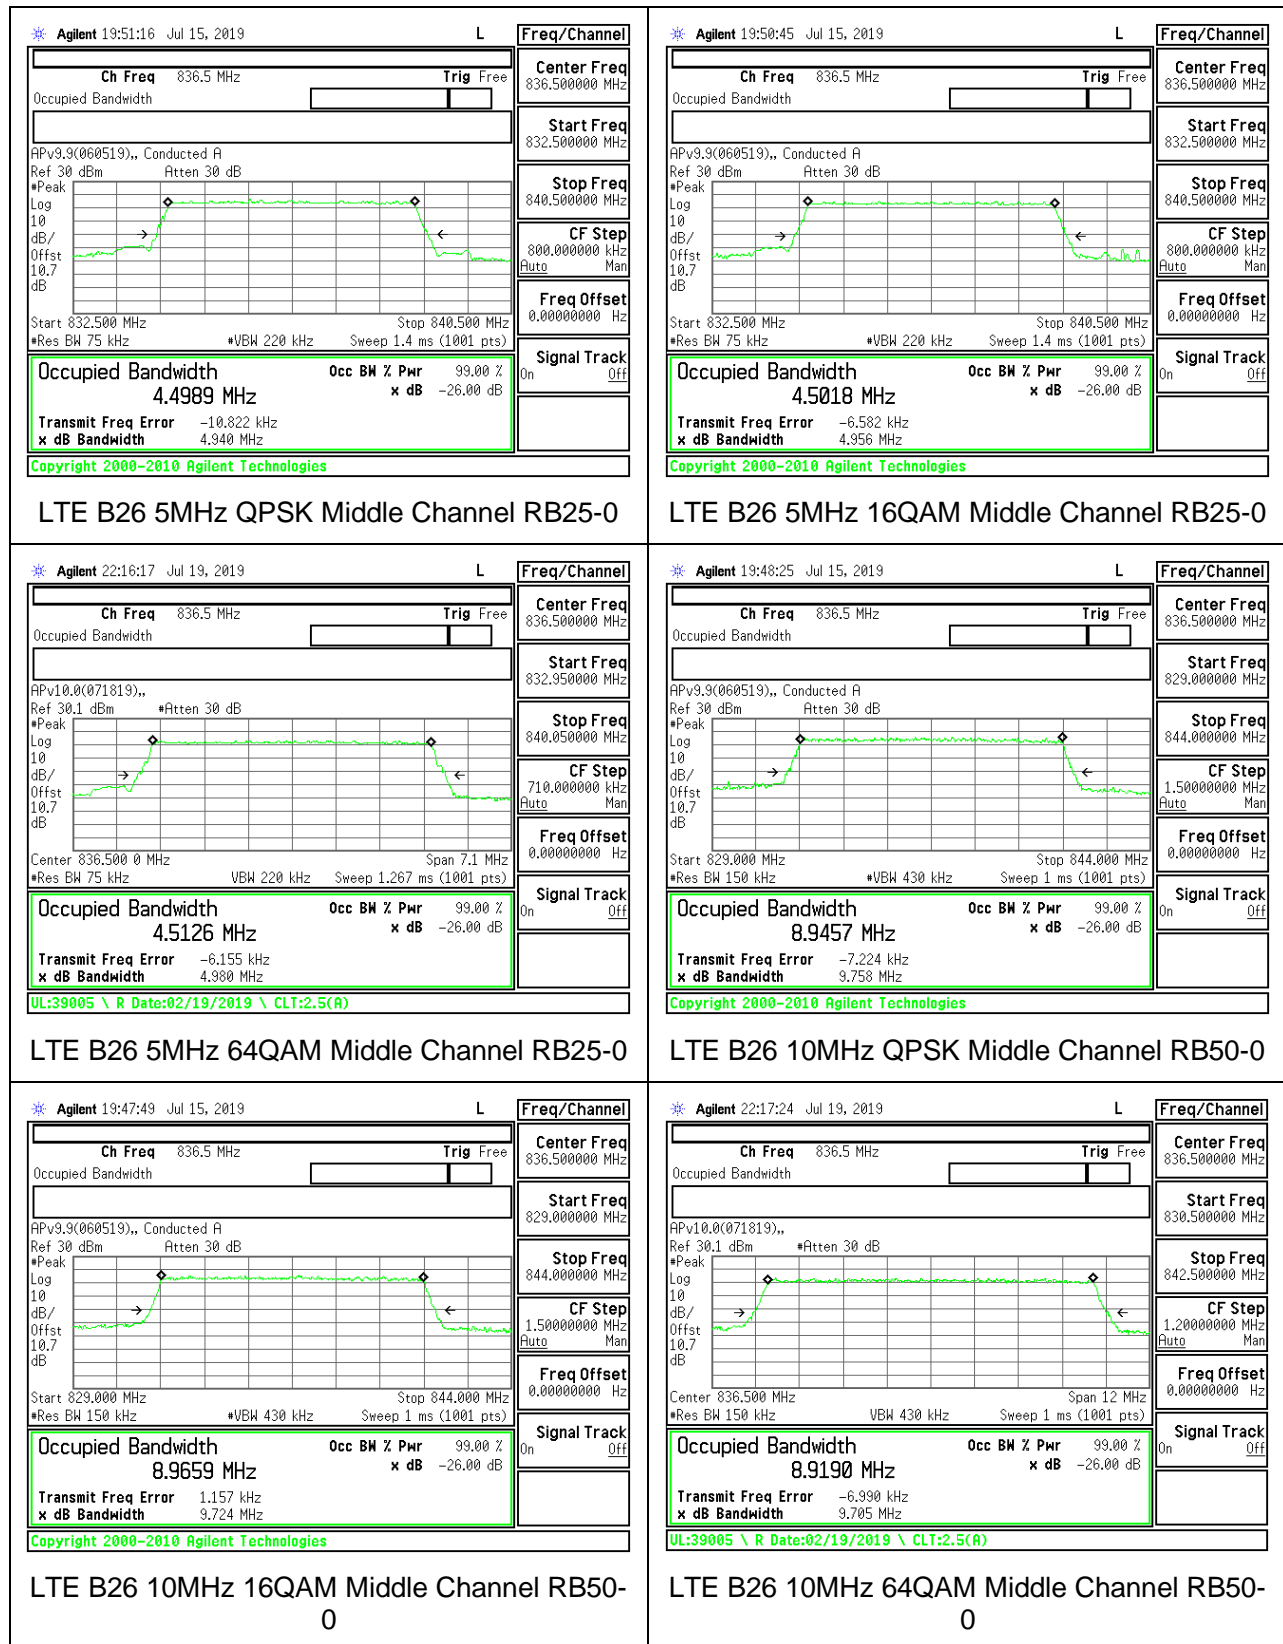 Agilent 19:51:16 Jul 15, 2019 L Freq/Channel
Ch Freq 836.5 MHz Trig Free
Occupied Bandwidth
Center Freq
836.500000 MHz
Start Freq
832.500000 MHz
Stop Freq
840.500000 MHz
CF Step
800.000000 kHz
Auto Man
Freq Offset
0.00000000 Hz
Signal Track
On Off
APv9.9(060519),, Conducted A
Ref 30 dBm Atten 30 dB
#Peak
Log
10
dB/
Offst
10.7
dB
Start 832.500 MHz Stop 840.500 MHz
#Res BW 75 kHz #VBW 220 kHz Sweep 1.4 ms (1001 pts)
Occupied Bandwidth Occ BW % Pwr 99.00 %
4.4989 MHz x dB -26.00 dB
Transmit Freq Error -10.822 kHz
x dB Bandwidth 4.940 MHz
Copyright 2000-2010 Agilent Technologies
LTE B26 5MHz QPSK Middle Channel RB25-0
Agilent 19:50:45 Jul 15, 2019 L Freq/Channel
Ch Freq 836.5 MHz Trig Free
Occupied Bandwidth
Center Freq
836.500000 MHz
Start Freq
832.500000 MHz
Stop Freq
840.500000 MHz
CF Step
800.000000 kHz
Auto Man
Freq Offset
0.00000000 Hz
Signal Track
On Off
APv9.9(060519),, Conducted A
Ref 30 dBm Atten 30 dB
#Peak
Log
10
dB/
Offst
10.7
dB
Start 832.500 MHz Stop 840.500 MHz
#Res BW 75 kHz #VBW 220 kHz Sweep 1.4 ms (1001 pts)
Occupied Bandwidth Occ BW % Pwr 99.00 %
4.5018 MHz x dB -26.00 dB
Transmit Freq Error -6.582 kHz
x dB Bandwidth 4.956 MHz
Copyright 2000-2010 Agilent Technologies
LTE B26 5MHz 16QAM Middle Channel RB25-0
Agilent 22:16:17 Jul 19, 2019 L Freq/Channel
Ch Freq 836.5 MHz Trig Free
Occupied Bandwidth
Center Freq
836.500000 MHz
Start Freq
832.950000 MHz
Stop Freq
840.050000 MHz
CF Step
710.000000 kHz
Auto Man
Freq Offset
0.00000000 Hz
Signal Track
On Off
APv10.0(071819),,
Ref 30.1 dBm #Atten 30 dB
#Peak
Log
10
dB/
Offst
10.7
dB
Center 836.500 0 MHz Span 7.1 MHz
#Res BW 75 kHz VBW 220 kHz Sweep 1.267 ms (1001 pts)
Occupied Bandwidth Occ BW % Pwr 99.00 %
4.5126 MHz x dB -26.00 dB
Transmit Freq Error -6.155 kHz
x dB Bandwidth 4.980 MHz
UL:39005 \ R Date:02/19/2019 \ CLT:2.5(A)
LTE B26 5MHz 64QAM Middle Channel RB25-0
Agilent 19:48:25 Jul 15, 2019 L Freq/Channel
Ch Freq 836.5 MHz Trig Free
Occupied Bandwidth
Center Freq
836.500000 MHz
Start Freq
829.000000 MHz
Stop Freq
844.000000 MHz
CF Step
1.50000000 MHz
Auto Man
Freq Offset
0.00000000 Hz
Signal Track
On Off
APv9.9(060519),, Conducted A
Ref 30 dBm Atten 30 dB
#Peak
Log
10
dB/
Offst
10.7
dB
Start 829.000 MHz Stop 844.000 MHz
#Res BW 150 kHz #VBW 430 kHz Sweep 1 ms (1001 pts)
Occupied Bandwidth Occ BW % Pwr 99.00 %
8.9457 MHz x dB -26.00 dB
Transmit Freq Error -7.224 kHz
x dB Bandwidth 9.758 MHz
Copyright 2000-2010 Agilent Technologies
LTE B26 10MHz QPSK Middle Channel RB50-0
Agilent 19:47:49 Jul 15, 2019 L Freq/Channel
Ch Freq 836.5 MHz Trig Free
Occupied Bandwidth
Center Freq
836.500000 MHz
Start Freq
829.000000 MHz
Stop Freq
844.000000 MHz
CF Step
1.50000000 MHz
Auto Man
Freq Offset
0.00000000 Hz
Signal Track
On Off
APv9.9(060519),, Conducted A
Ref 30 dBm Atten 30 dB
#Peak
Log
10
dB/
Offst
10.7
dB
Start 829.000 MHz Stop 844.000 MHz
#Res BW 150 kHz #VBW 430 kHz Sweep 1 ms (1001 pts)
Occupied Bandwidth Occ BW % Pwr 99.00 %
8.9659 MHz x dB -26.00 dB
Transmit Freq Error 1.157 kHz
x dB Bandwidth 9.724 MHz
Copyright 2000-2010 Agilent Technologies
LTE B26 10MHz 16QAM Middle Channel RB50-
0
Agilent 22:17:24 Jul 19, 2019 L Freq/Channel
Ch Freq 836.5 MHz Trig Free
Occupied Bandwidth
Center Freq
836.500000 MHz
Start Freq
830.500000 MHz
Stop Freq
842.500000 MHz
CF Step
1.20000000 MHz
Auto Man
Freq Offset
0.00000000 Hz
Signal Track
On Off
APv10.0(071819),,
Ref 30.1 dBm #Atten 30 dB
#Peak
Log
10
dB/
Offst
10.7
dB
Center 836.500 MHz Span 12 MHz
#Res BW 150 kHz VBW 430 kHz Sweep 1 ms (1001 pts)
Occupied Bandwidth Occ BW % Pwr 99.00 %
8.9190 MHz x dB -26.00 dB
Transmit Freq Error -6.990 kHz
x dB Bandwidth 9.705 MHz
UL:39005 \ R Date:02/19/2019 \ CLT:2.5(A)
LTE B26 10MHz 64QAM Middle Channel RB50-
0